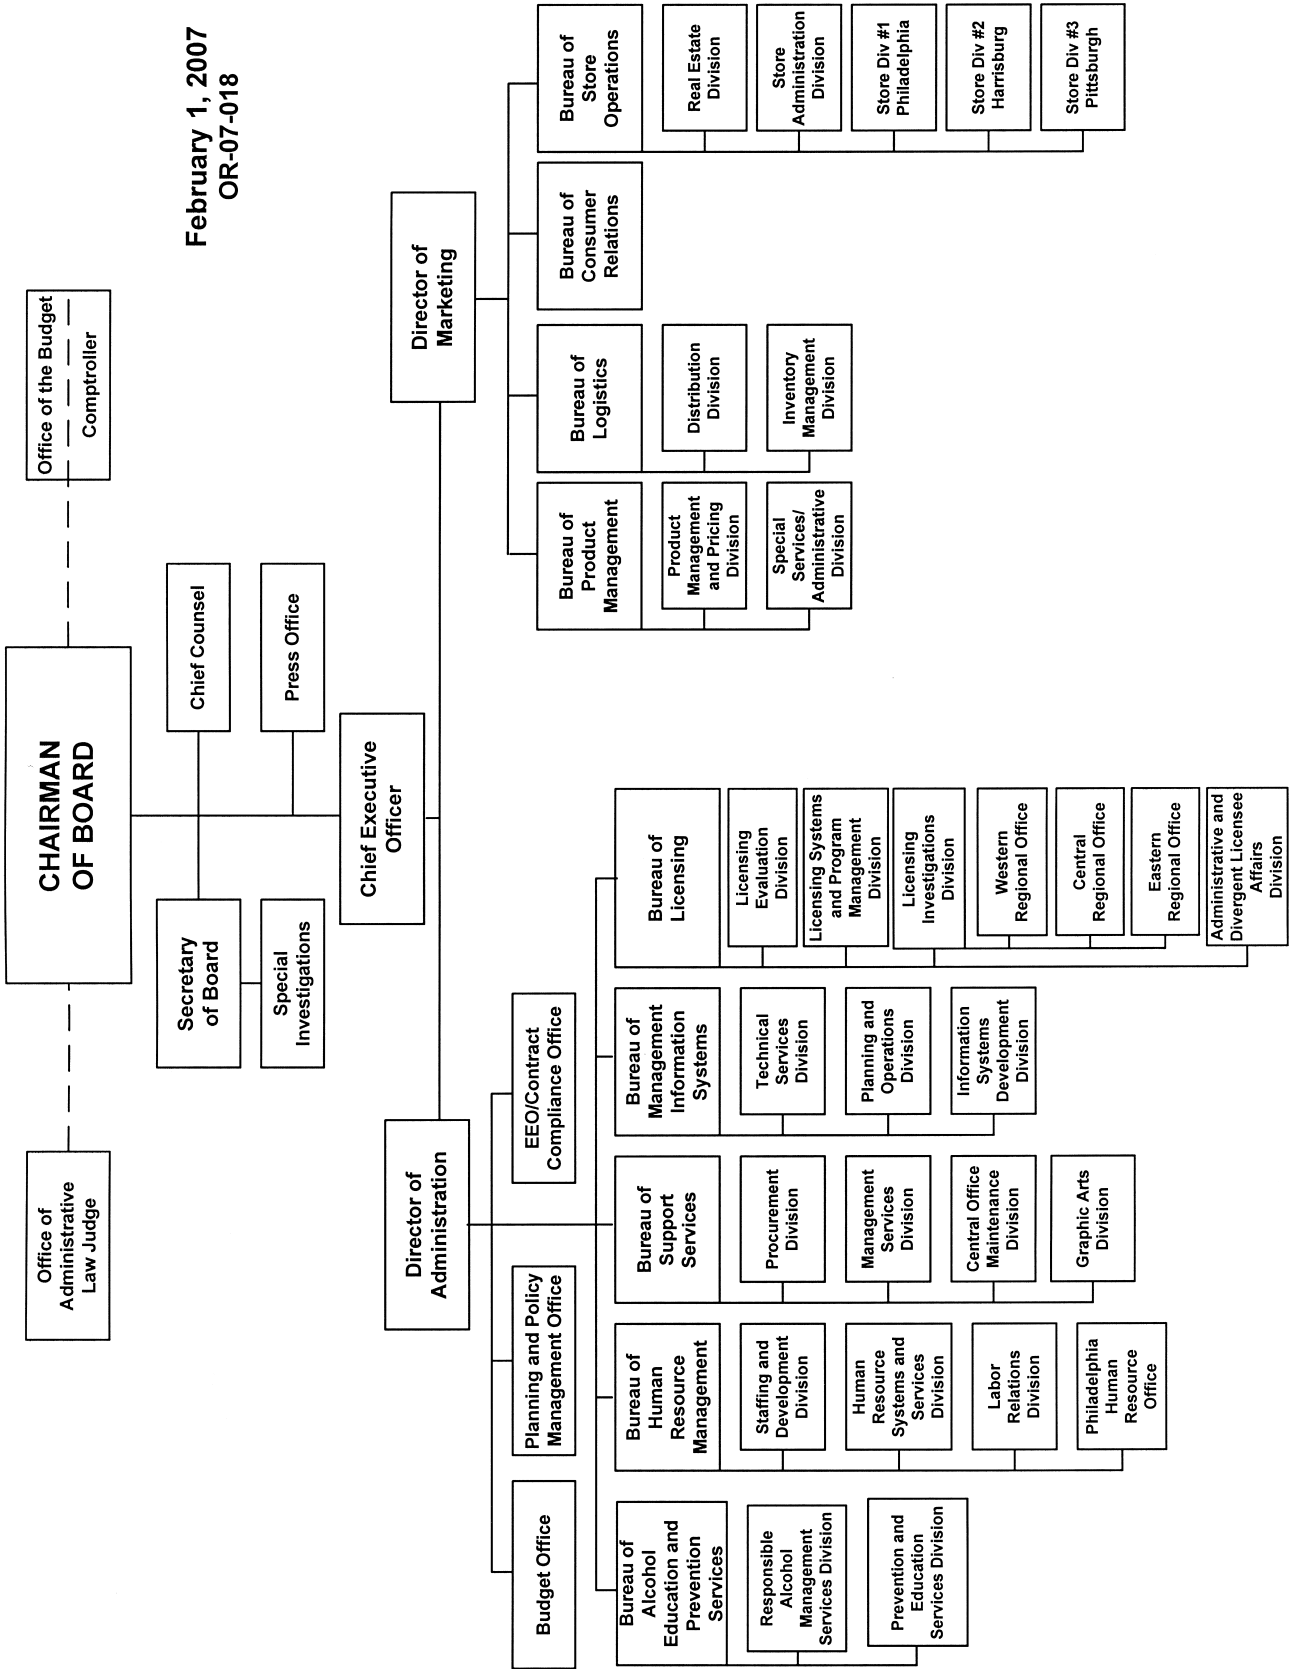 February 1, 2007
OR-07-018
CHAIRMAN
OF BOARD
Office of
Administrative
Law Judge
Office of the Budget
Comptroller
Secretary
of Board
Chief Counsel
Special
Investigations
Press Office
Chief Executive
Officer
Director of
Administration
Director of
Marketing
Budget Office
Planning and Policy
Management Office
EEO/Contract
Compliance Office
Bureau of
Alcohol
Education and
Prevention
Services
Responsible
Alcohol
Management
Services Division
Prevention and
Education
Services Division
Bureau of
Human
Resource
Management
Staffing and
Development
Division
Human
Resource
Systems and
Services
Division
Labor
Relations
Division
Philadelphia
Human
Resource
Office
Bureau of
Support
Services
Procurement
Division
Management
Services
Division
Central Office
Maintenance
Division
Graphic Arts
Division
Bureau of
Management
Information
Systems
Technical
Services
Division
Planning and
Operations
Division
Information
Systems
Development
Division
Bureau of
Licensing
Licensing
Evaluation
Division
Licensing Systems
and Program
Management
Division
Licensing
Investigations
Division
Western
Regional Office
Central
Regional Office
Eastern
Regional Office
Administrative and
Divergent Licensee
Affairs
Division
Bureau of
Product
Management
Product
Management
and Pricing
Division
Special
Services/
Administrative
Division
Bureau of
Logistics
Distribution
Division
Inventory
Management
Division
Bureau of
Consumer
Relations
Bureau of
Store
Operations
Real Estate
Division
Store
Administration
Division
Store Div #1
Philadelphia
Store Div #2
Harrisburg
Store Div #3
Pittsburgh